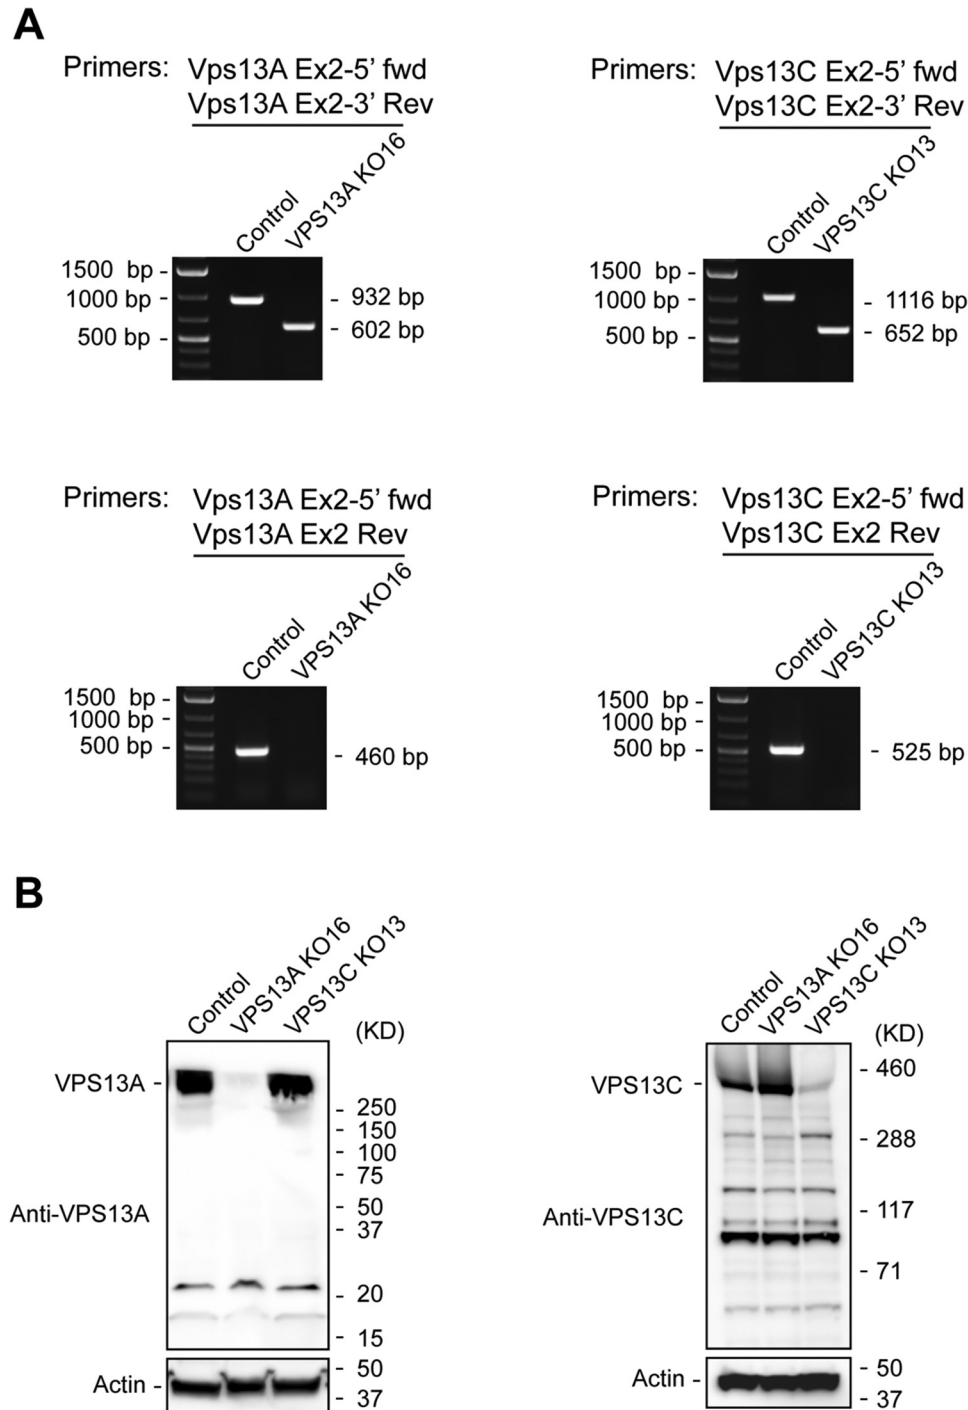 A
Primers: Vps13A Ex2-5’ fwd
Vps13A Ex2-3’ Rev
Control
VPS13A KO16
1500 bp -
1000 bp -
500 bp -
- 932 bp
- 602 bp
Primers: Vps13C Ex2-5’ fwd
Vps13C Ex2-3’ Rev
Control
VPS13C KO13
1500 bp -
1000 bp -
500 bp -
- 1116 bp
- 652 bp
Primers: Vps13A Ex2-5’ fwd
Vps13A Ex2 Rev
Control
VPS13A KO16
1500 bp -
1000 bp -
500 bp -
- 460 bp
Primers: Vps13C Ex2-5’ fwd
Vps13C Ex2 Rev
Control
VPS13C KO13
1500 bp -
1000 bp -
500 bp -
- 525 bp
B
Control
VPS13A KO16
VPS13C KO13
(KD)
VPS13A -
- 250
- 150
- 100
- 75
- 50
- 37
Anti-VPS13A
- 20
- 15
Actin -
- 50
- 37
Control
VPS13A KO16
VPS13C KO13
(KD)
- 460
VPS13C -
- 288
- 117
Anti-VPS13C
- 71
Actin -
- 50
- 37